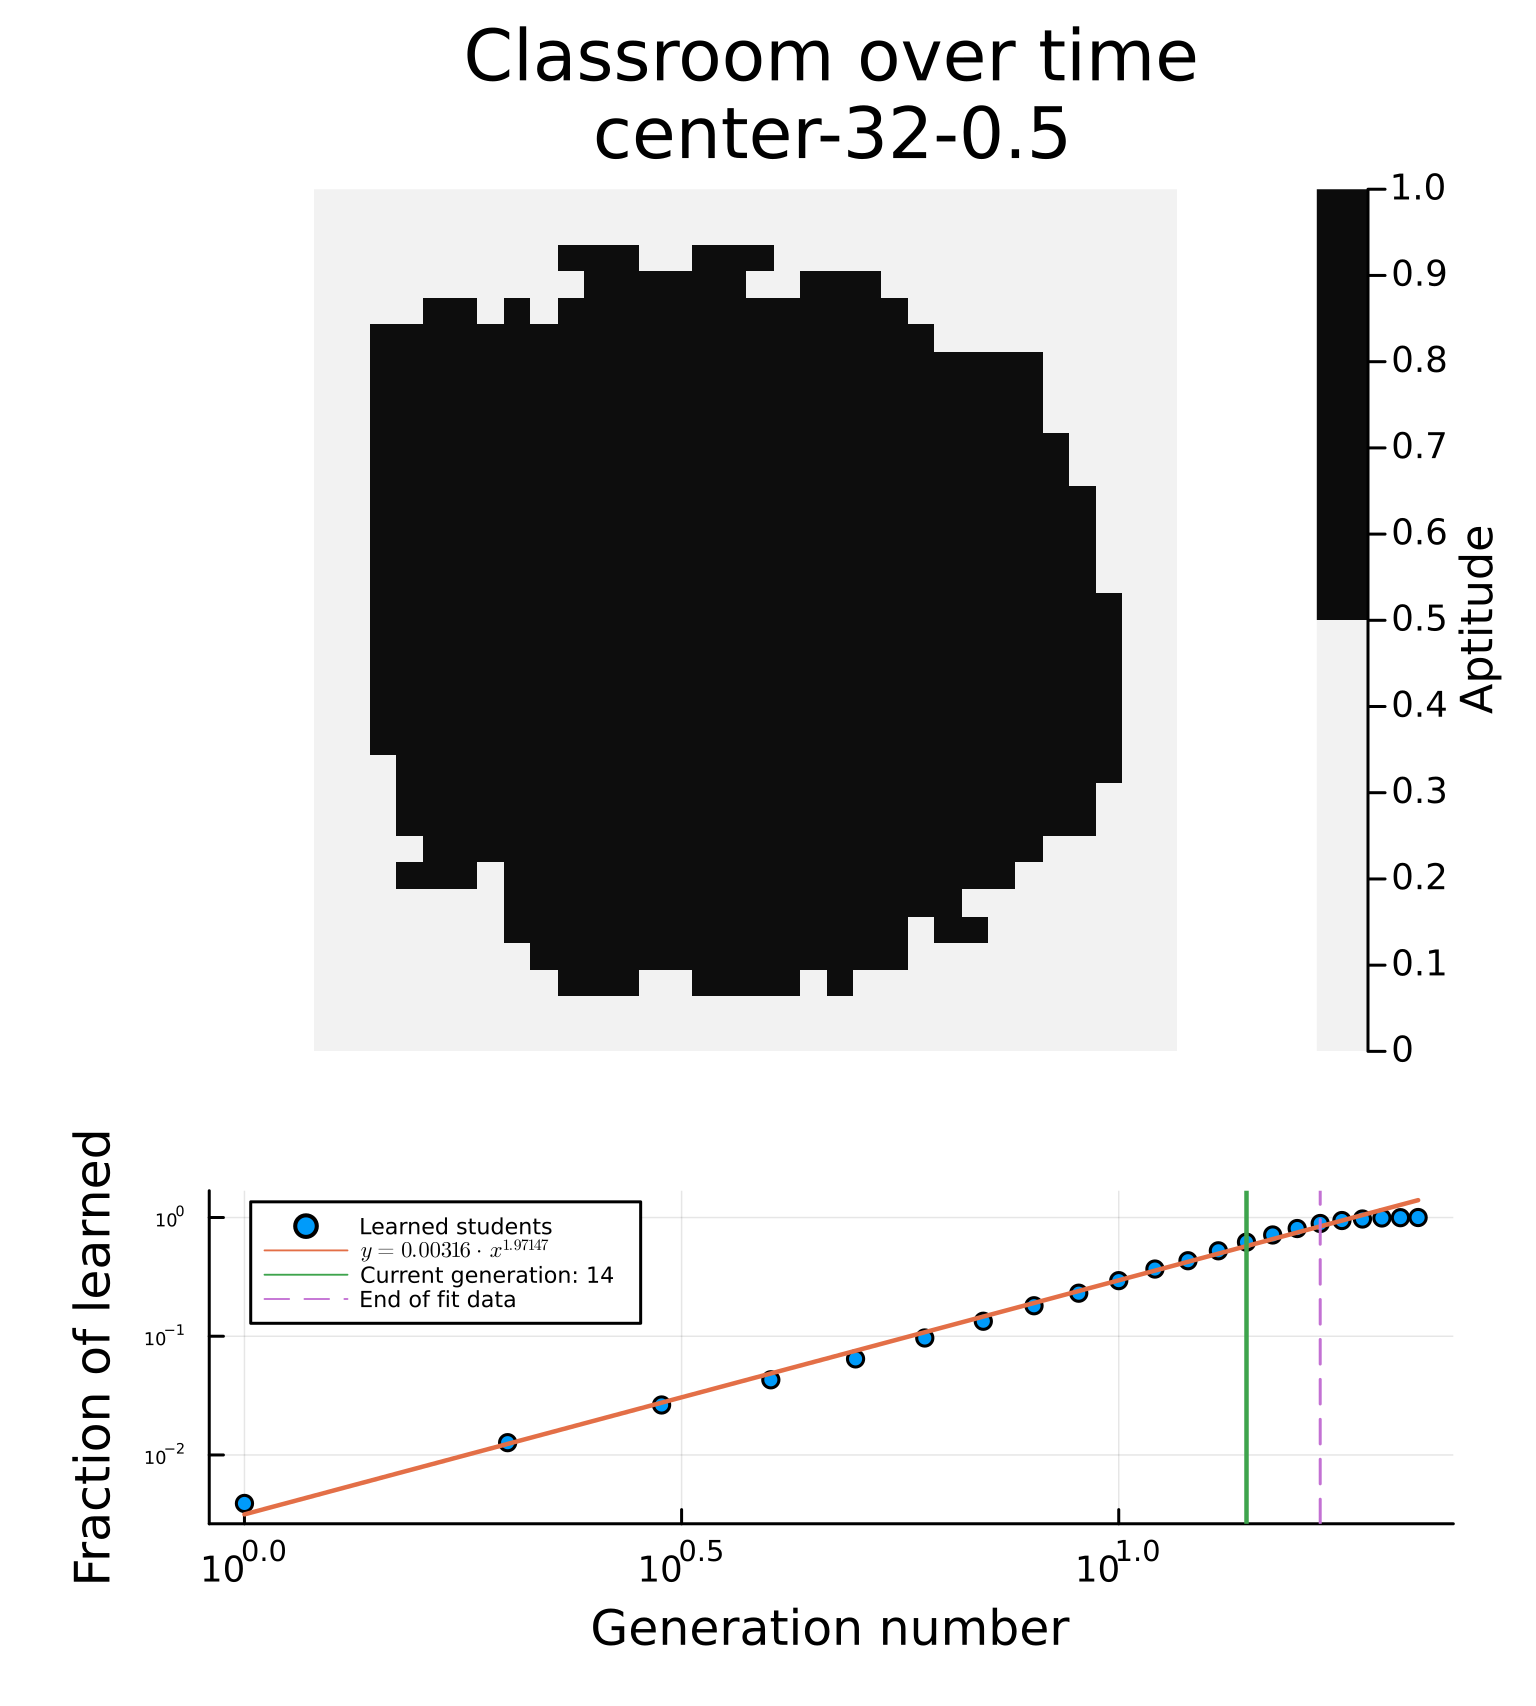 Classroom over time
center-32-0.5
1.0
0.9
0.8
0.7
0.6
0.5
0.4
0.3
0.2
0.1
0
Aptitude
Fraction of learned
10⁰
10⁻¹
10⁻²
Learned students
y = 0.00316 · x^1.97147
Current generation: 14
End of fit data
10^0.0
10^0.5
10^1.0
Generation number